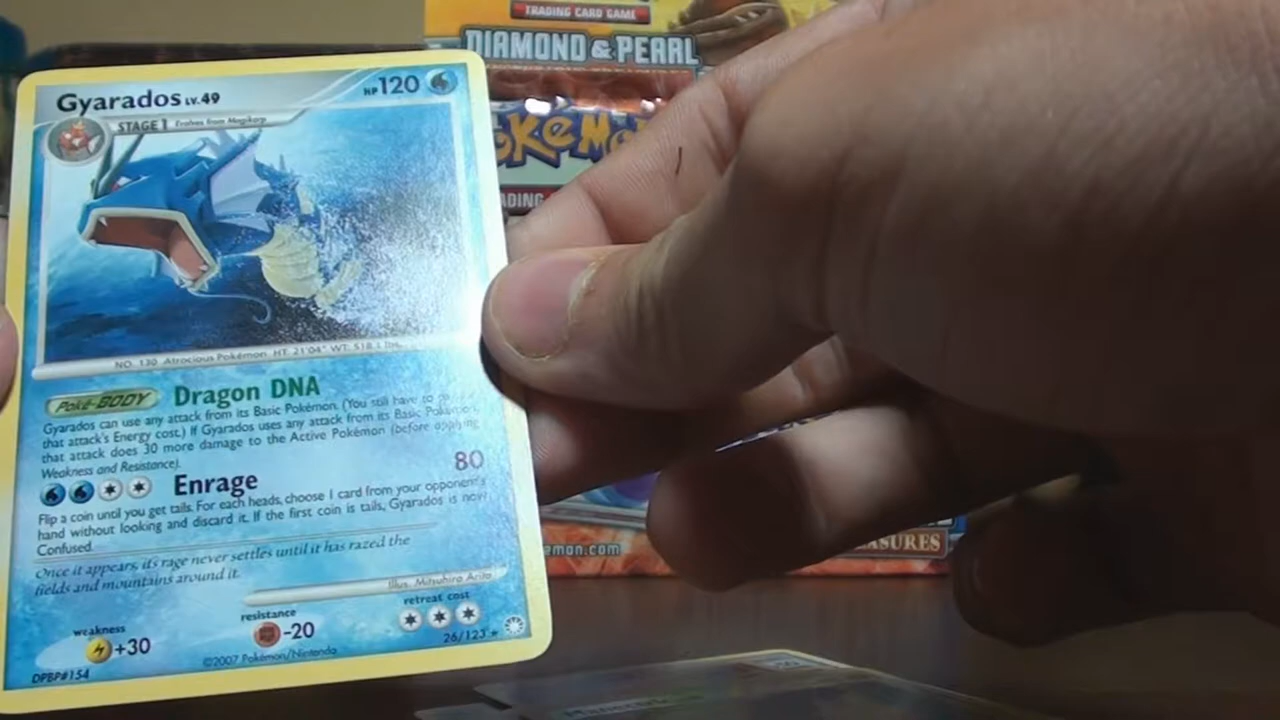 TRADING CARD GAME
DIAMOND & PEARL
Gyarados LV.49
HP 120
STAGE 1 Evolves from Magikarp
NO. 130 Atrocious Pokémon HT: 21'04" WT: 518.1 lbs.
Poké-BODY Dragon DNA
Gyarados can use any attack from its Basic Pokémon. (You still have to
that attack's Energy cost.) If Gyarados uses any attack from its Basic Pokémon,
that attack does 30 more damage to the Active Pokémon (before applying
Weakness and Resistance).
Enrage 80
Flip a coin until you get tails. For each heads, choose 1 card from your opponent's
hand without looking and discard it. If the first coin is tails, Gyarados is now
Confused.
Once it appears, its rage never settles until it has razed the
fields and mountains around it.
Illus. Mitsuhiro Arita
weakness +30
resistance -20
retreat cost
26/123
©2007 Pokémon/Nintendo
DPBP#154
emon.com